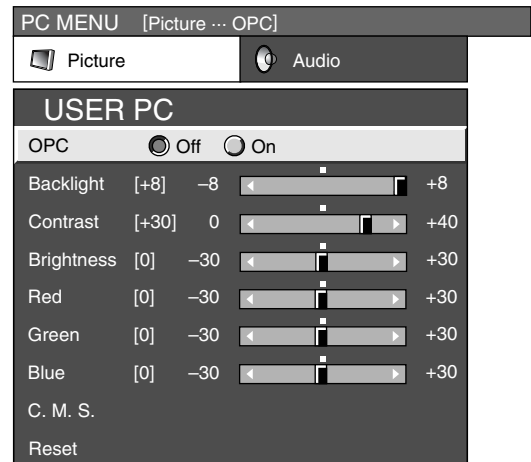 PC MENU [Picture ··· OPC]
Picture Audio
USER PC
OPC Off On
Backlight [+8] –8 +8
Contrast [+30] 0 +40
Brightness [0] –30 +30
Red [0] –30 +30
Green [0] –30 +30
Blue [0] –30 +30
C. M. S.
Reset